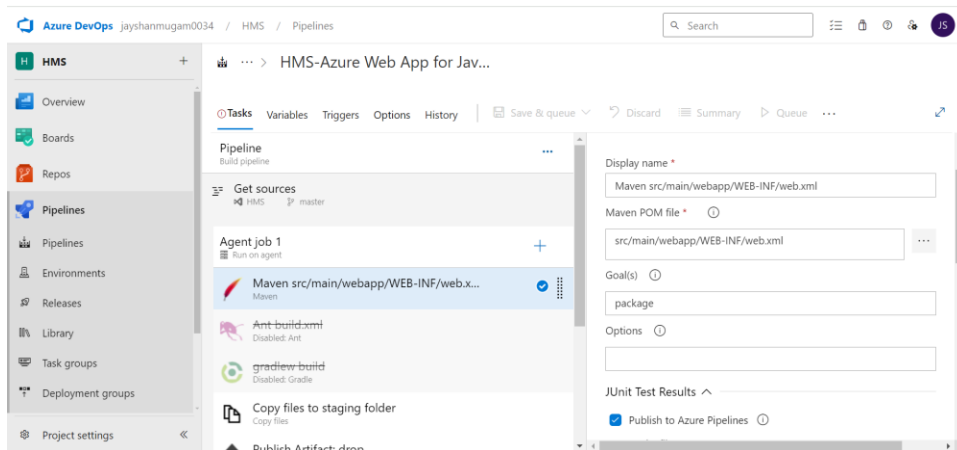 Azure DevOps jayshanmugam0034 / HMS / Pipelines
Search
JS
H HMS
Overview
Boards
Repos
Pipelines
Pipelines
Environments
Releases
Library
Task groups
Deployment groups
Project settings
HMS-Azure Web App for Jav...
Tasks Variables Triggers Options History Save & queue Discard Summary Queue ...
Pipeline
Build pipeline
Get sources
HMS master
Agent job 1
Run on agent
Maven src/main/webapp/WEB-INF/web.x...
Maven
Ant build.xml
Disabled: Ant
gradlew build
Disabled: Gradle
Copy files to staging folder
Copy files
Publish Artifact: drop
Display name *
Maven src/main/webapp/WEB-INF/web.xml
Maven POM file *
src/main/webapp/WEB-INF/web.xml
Goal(s)
package
Options
JUnit Test Results
Publish to Azure Pipelines